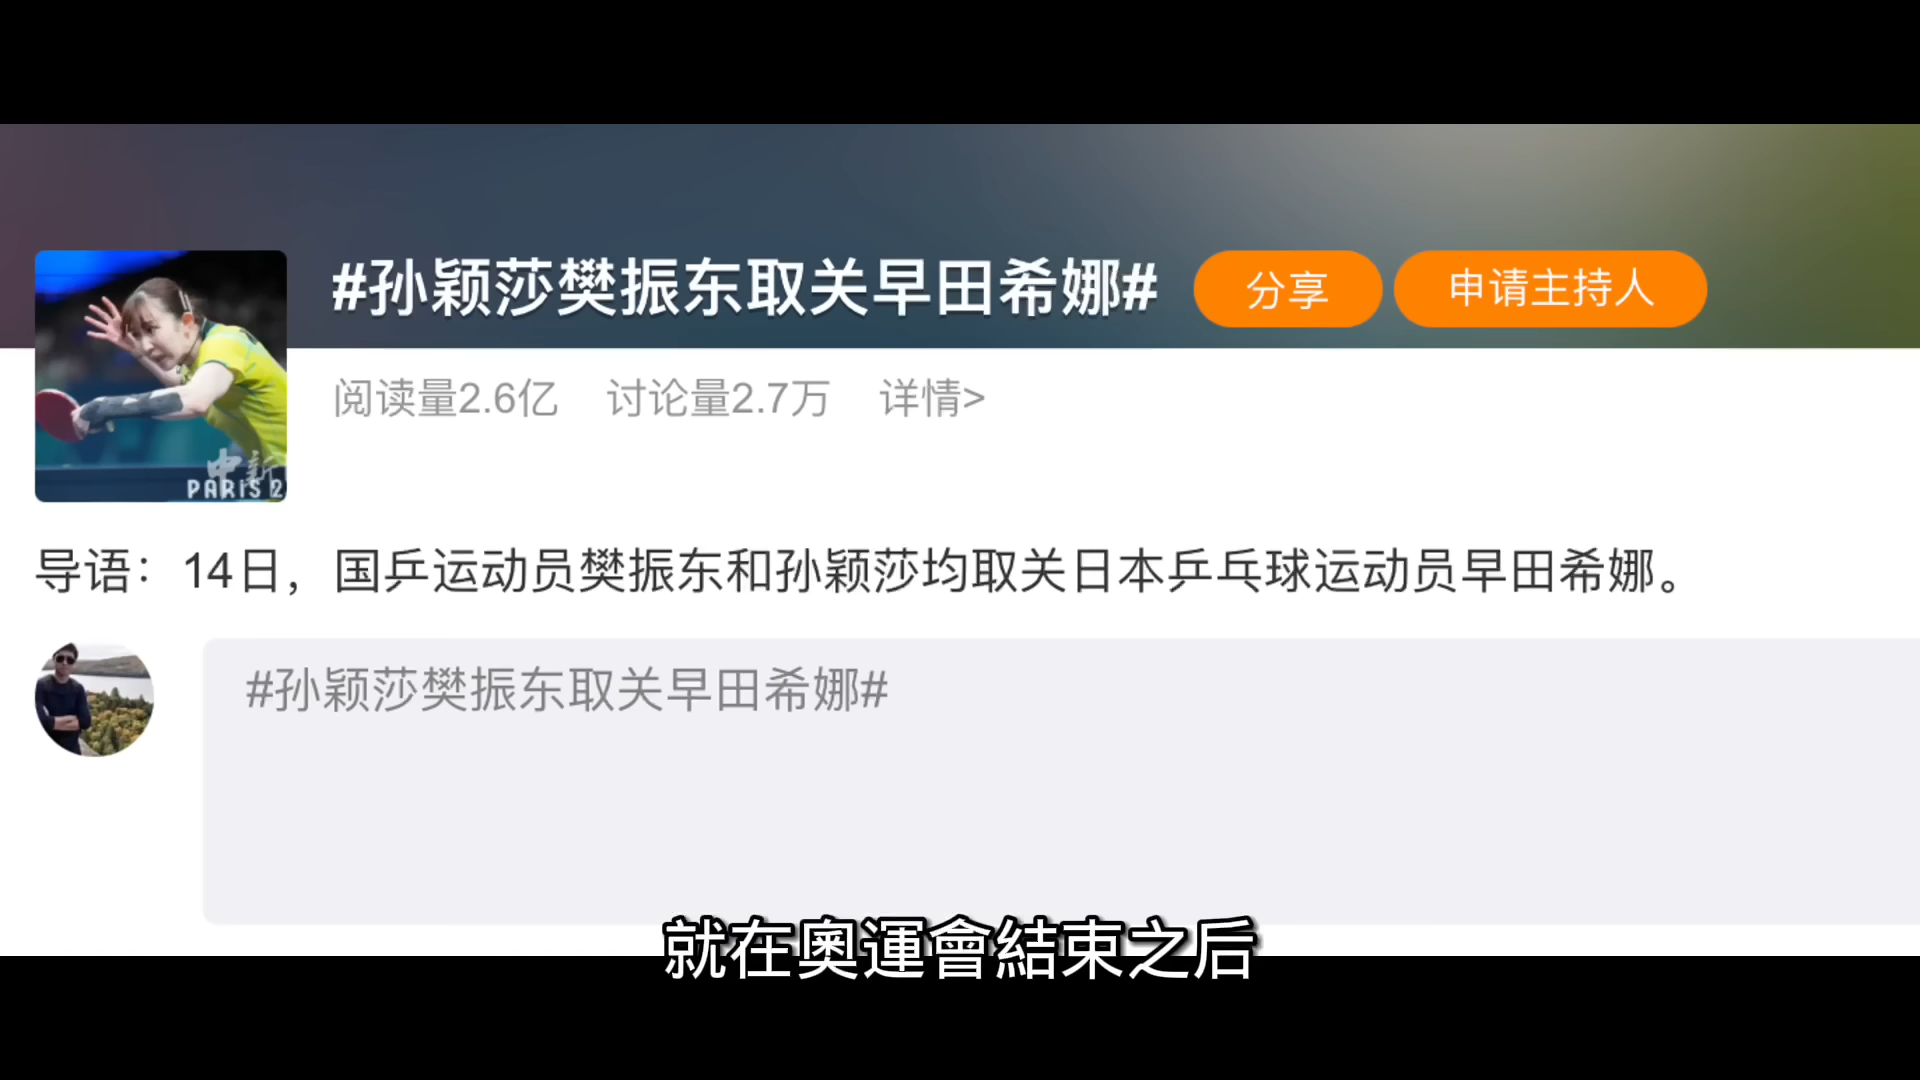 #孙颖莎樊振东取关早田希娜#
分享
申请主持人
阅读量2.6亿 讨论量2.7万 详情>
中新
PARIS 2
导语：14日，国乒运动员樊振东和孙颖莎均取关日本乒乓球运动员早田希娜。
#孙颖莎樊振东取关早田希娜#
就在奧運會結束之后